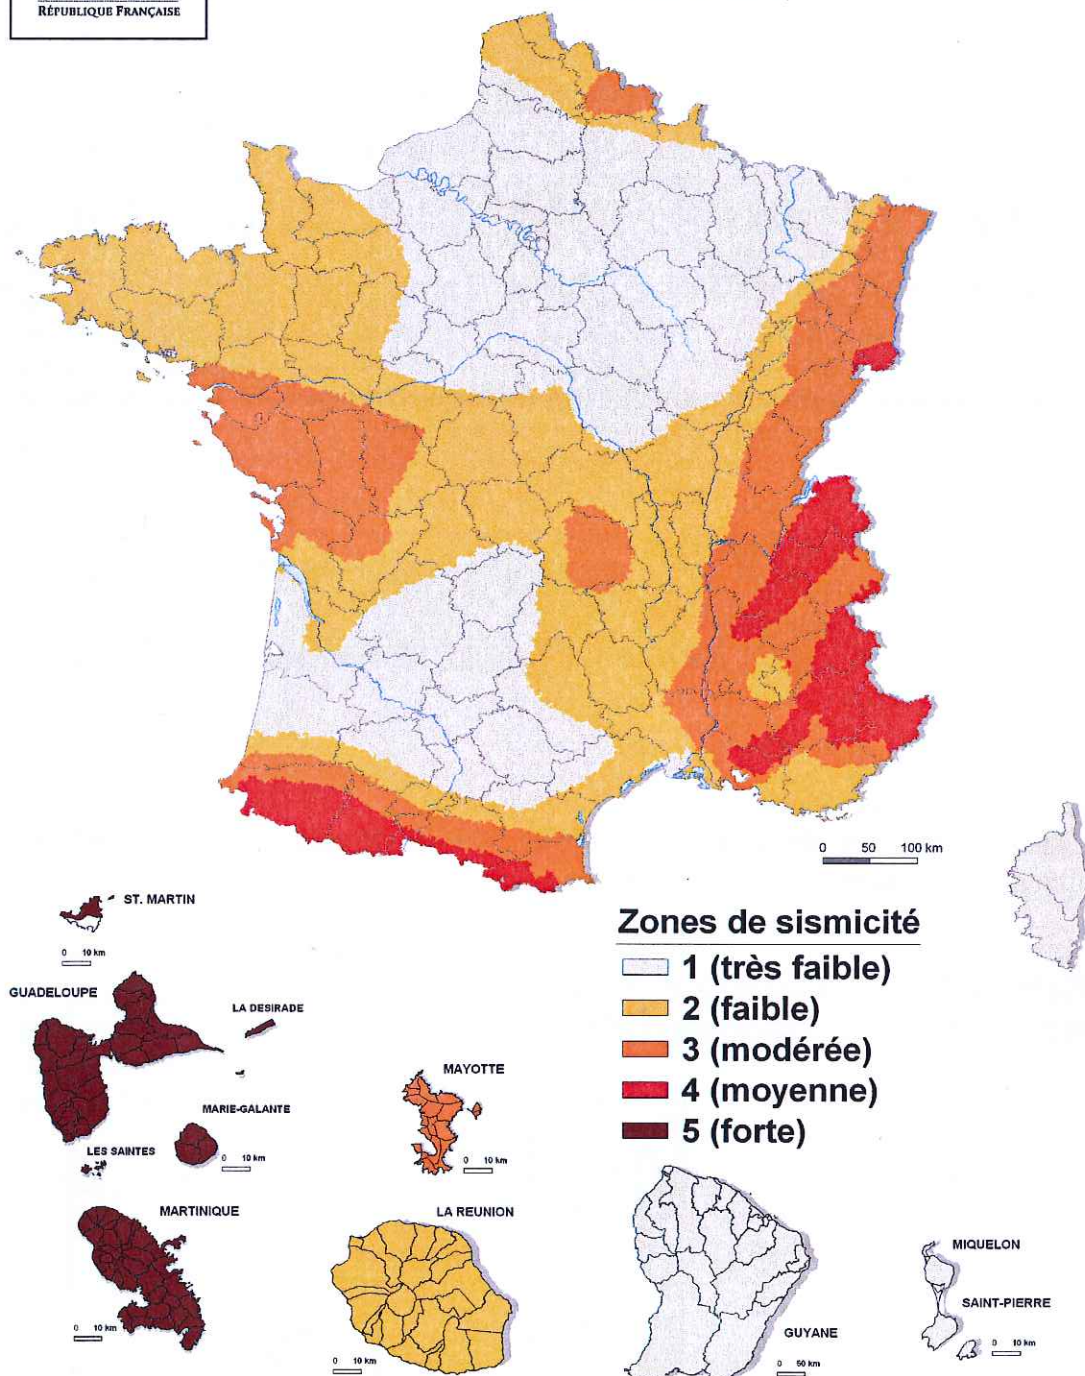 RÉPUBLIQUE FRANÇAISE
0 50 100 km
ST. MARTIN
0 10 km
GUADELOUPE
LA DESIRADE
MARIE-GALANTE
0 10 km
LES SAINTES
MAYOTTE
0 10 km
Zones de sismicité
1 (très faible)
2 (faible)
3 (modérée)
4 (moyenne)
5 (forte)
MARTINIQUE
0 10 km
LA REUNION
0 10 km
GUYANE
0 50 km
MIQUELON
SAINT-PIERRE
0 10 km